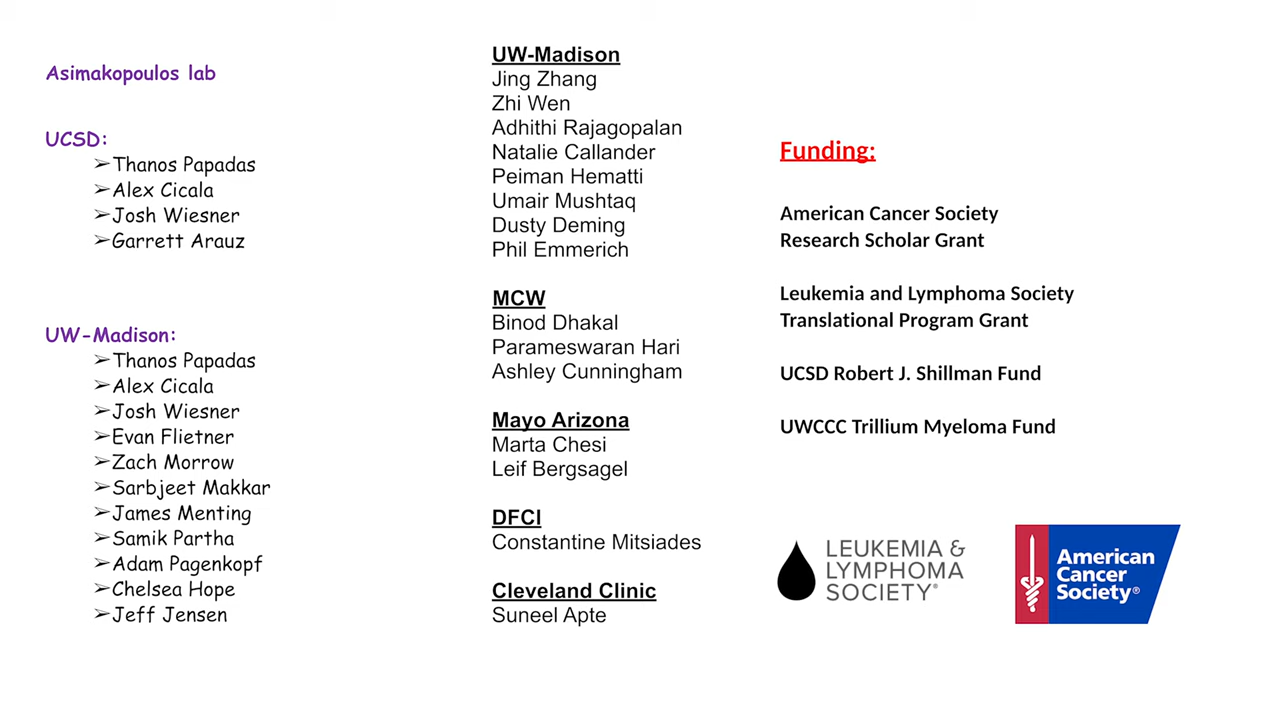 Asimakopoulos lab
UCSD:
➢Thanos Papadas
➢Alex Cicala
➢Josh Wiesner
➢Garrett Arauz
UW-Madison:
➢Thanos Papadas
➢Alex Cicala
➢Josh Wiesner
➢Evan Flietner
➢Zach Morrow
➢Sarbjeet Makkar
➢James Menting
➢Samik Partha
➢Adam Pagenkopf
➢Chelsea Hope
➢Jeff Jensen
UW-Madison
Jing Zhang
Zhi Wen
Adhithi Rajagopalan
Natalie Callander
Peiman Hematti
Umair Mushtaq
Dusty Deming
Phil Emmerich
MCW
Binod Dhakal
Parameswaran Hari
Ashley Cunningham
Mayo Arizona
Marta Chesi
Leif Bergsagel
DFCI
Constantine Mitsiades
Cleveland Clinic
Suneel Apte
Funding:
American Cancer Society
Research Scholar Grant
Leukemia and Lymphoma Society
Translational Program Grant
UCSD Robert J. Shillman Fund
UWCCC Trillium Myeloma Fund
LEUKEMIA &
LYMPHOMA
SOCIETY®
American
Cancer
Society®